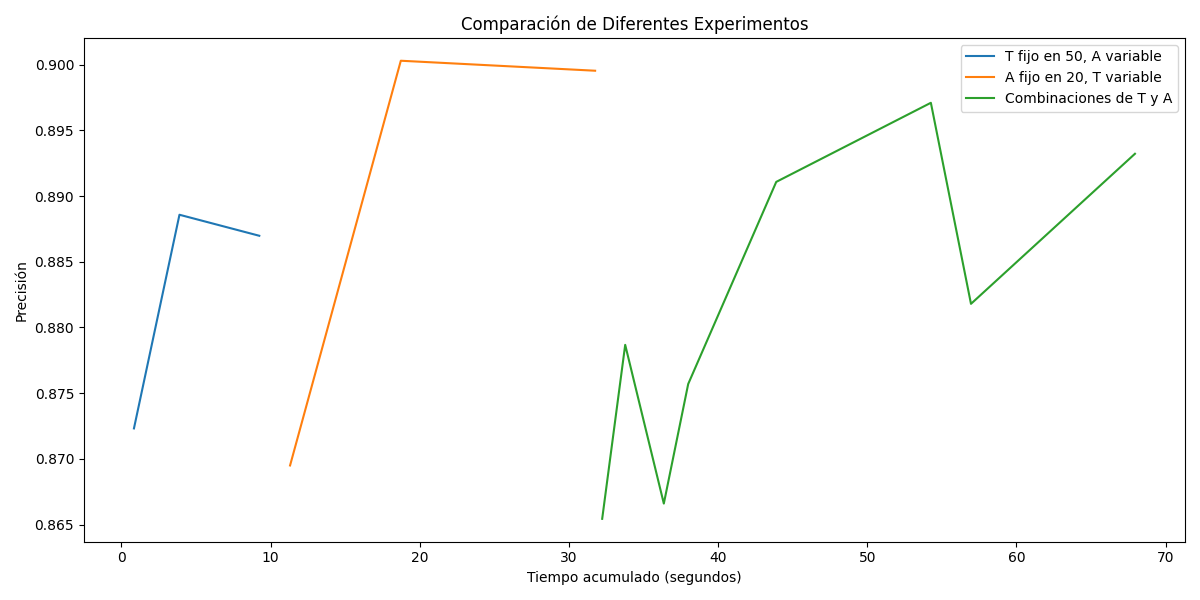 Comparación de Diferentes Experimentos
T fijo en 50, A variable
A fijo en 20, T variable
Combinaciones de T y A
Precisión
0.900
0.895
0.890
0.885
0.880
0.875
0.870
0.865
0 10 20 30 40 50 60 70
Tiempo acumulado (segundos)